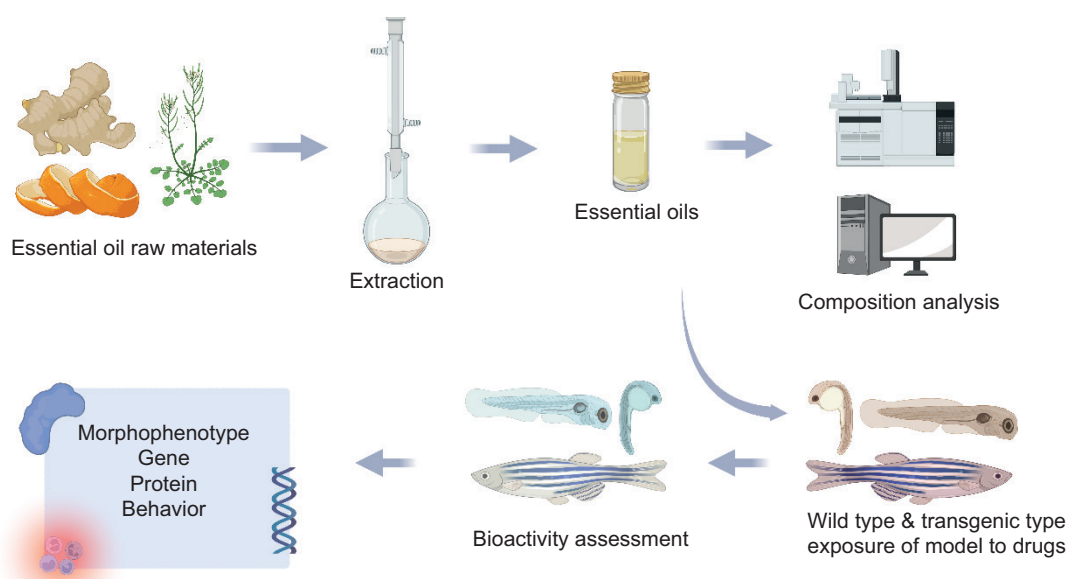 Essential oil raw materials
Extraction
Essential oils
Composition analysis
Morphophenotype
Gene
Protein
Behavior
Bioactivity assessment
Wild type & transgenic type
exposure of model to drugs